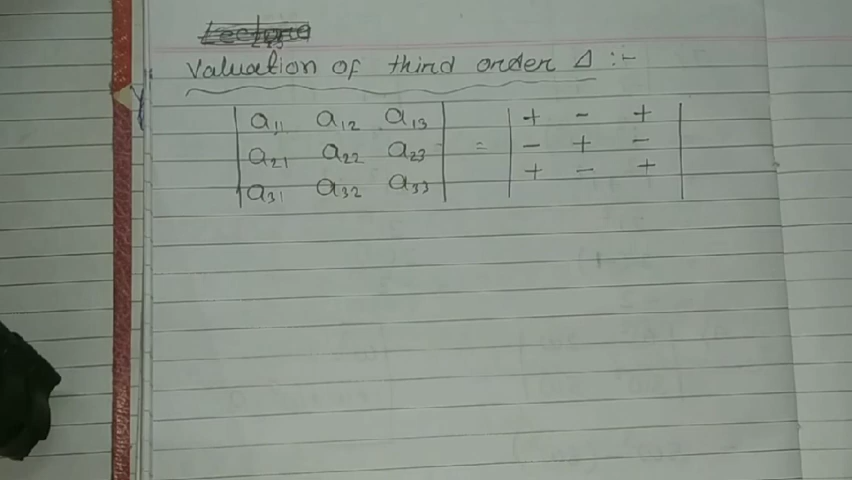 Valuation of third order Δ :-
| a₁₁ a₁₂ a₁₃ | | + - + |
| a₂₁ a₂₂ a₂₃ | = | - + - |
| a₃₁ a₃₂ a₃₃ | | + - + |